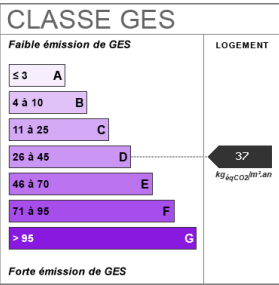 CLASSE GES
Faible émission de GES
LOGEMENT
≤ 3 A
4 à 10 B
11 à 25 C
26 à 45 D
37
kgéqCO2/m².an
46 à 70 E
71 à 95 F
> 95 G
Forte émission de GES